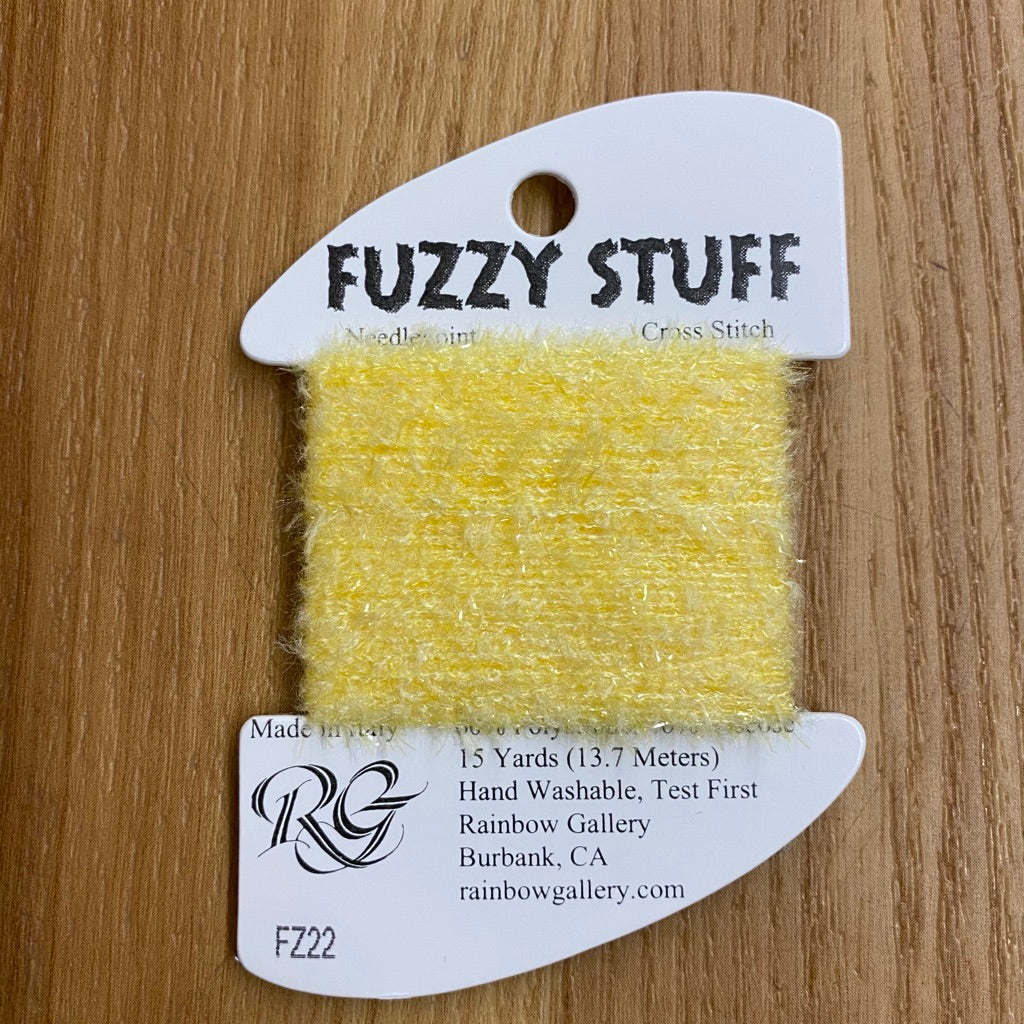 FUZZY STUFF
Needlepoint Cross Stitch
Made in Italy
15 Yards (13.7 Meters)
Hand Washable, Test First
RG
Rainbow Gallery
Burbank, CA
rainbowgallery.com
FZ22